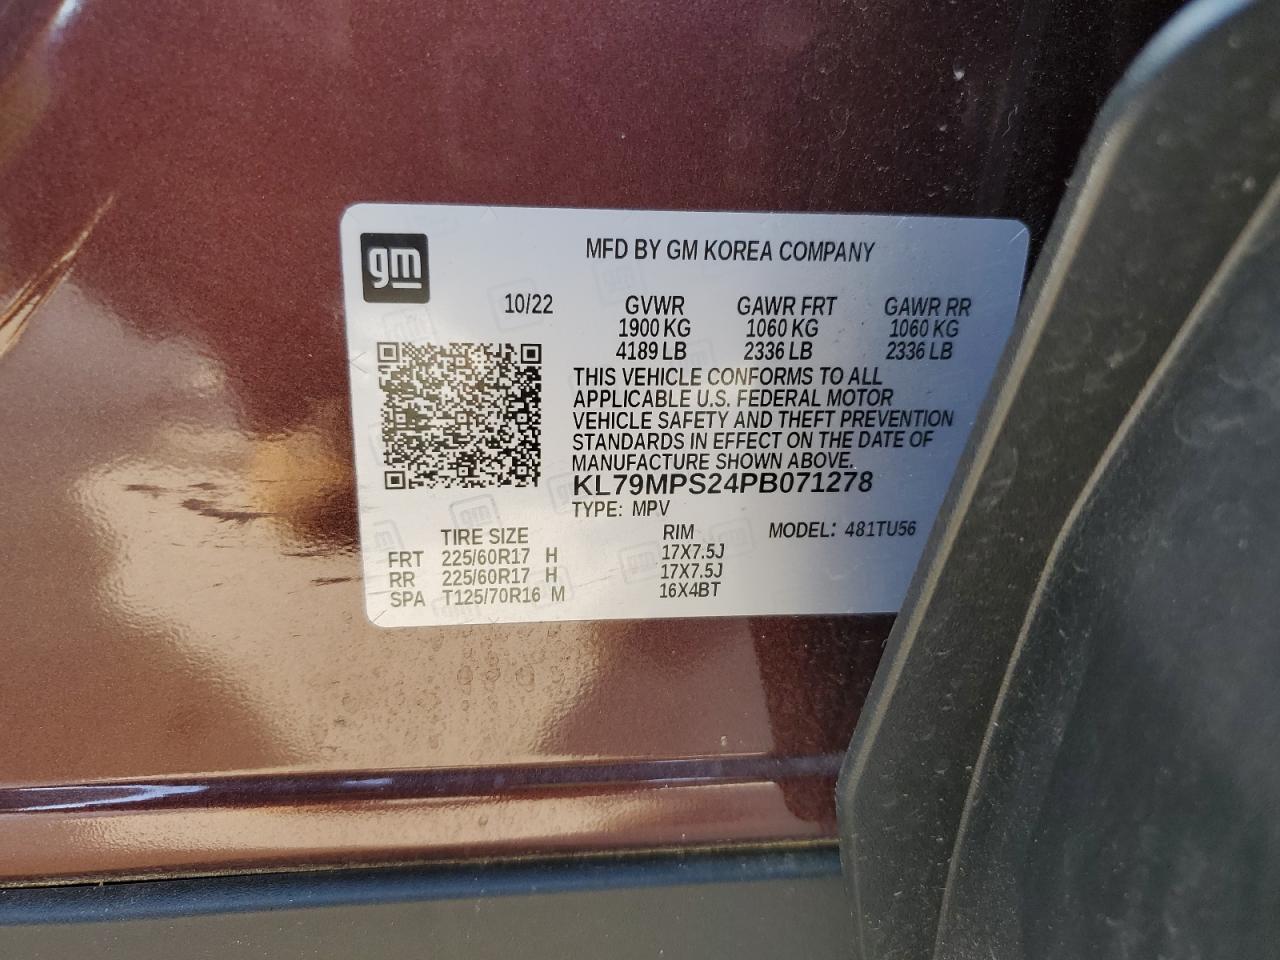 gm
MFD BY GM KOREA COMPANY
10/22 GVWR GAWR FRT GAWR RR
1900 KG 1060 KG 1060 KG
4189 LB 2336 LB 2336 LB
THIS VEHICLE CONFORMS TO ALL
APPLICABLE U.S. FEDERAL MOTOR
VEHICLE SAFETY AND THEFT PREVENTION
STANDARDS IN EFFECT ON THE DATE OF
MANUFACTURE SHOWN ABOVE.
KL79MPS24PB071278
TYPE: MPV
TIRE SIZE RIM MODEL: 481TU56
FRT 225/60R17 H 17X7.5J
RR 225/60R17 H 17X7.5J
SPA T125/70R16 M 16X4BT